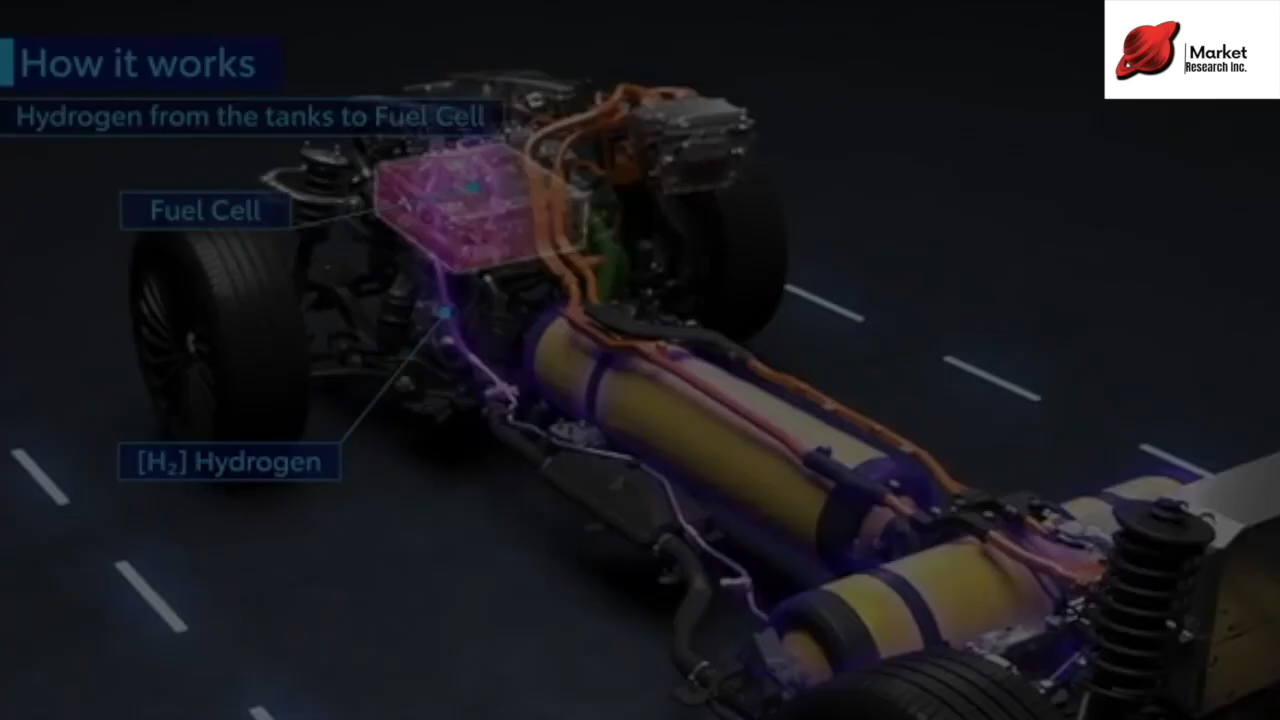 How it works
Hydrogen from the tanks to Fuel Cell
Fuel Cell
[H₂] Hydrogen
Market
Research Inc.